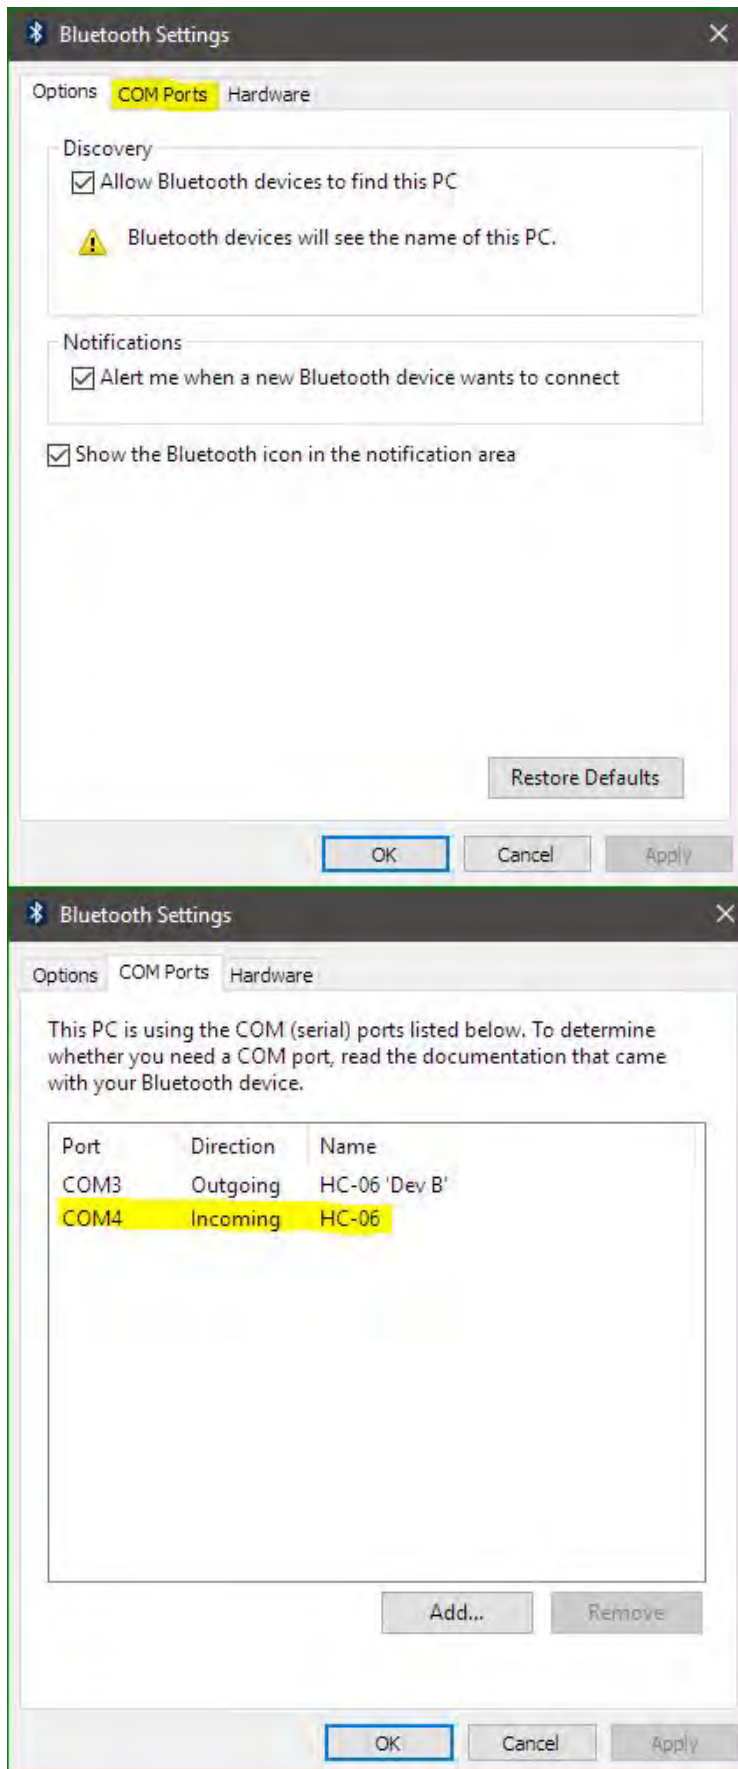 Bluetooth Settings
Options COM Ports Hardware
Discovery
Allow Bluetooth devices to find this PC
Bluetooth devices will see the name of this PC.
Notifications
Alert me when a new Bluetooth device wants to connect
Show the Bluetooth icon in the notification area
Restore Defaults
OK Cancel Apply
Bluetooth Settings
Options COM Ports Hardware
This PC is using the COM (serial) ports listed below. To determine
whether you need a COM port, read the documentation that came
with your Bluetooth device.
Port Direction Name
COM3 Outgoing HC-06 'Dev B'
COM4 Incoming HC-06
Add... Remove
OK Cancel Apply